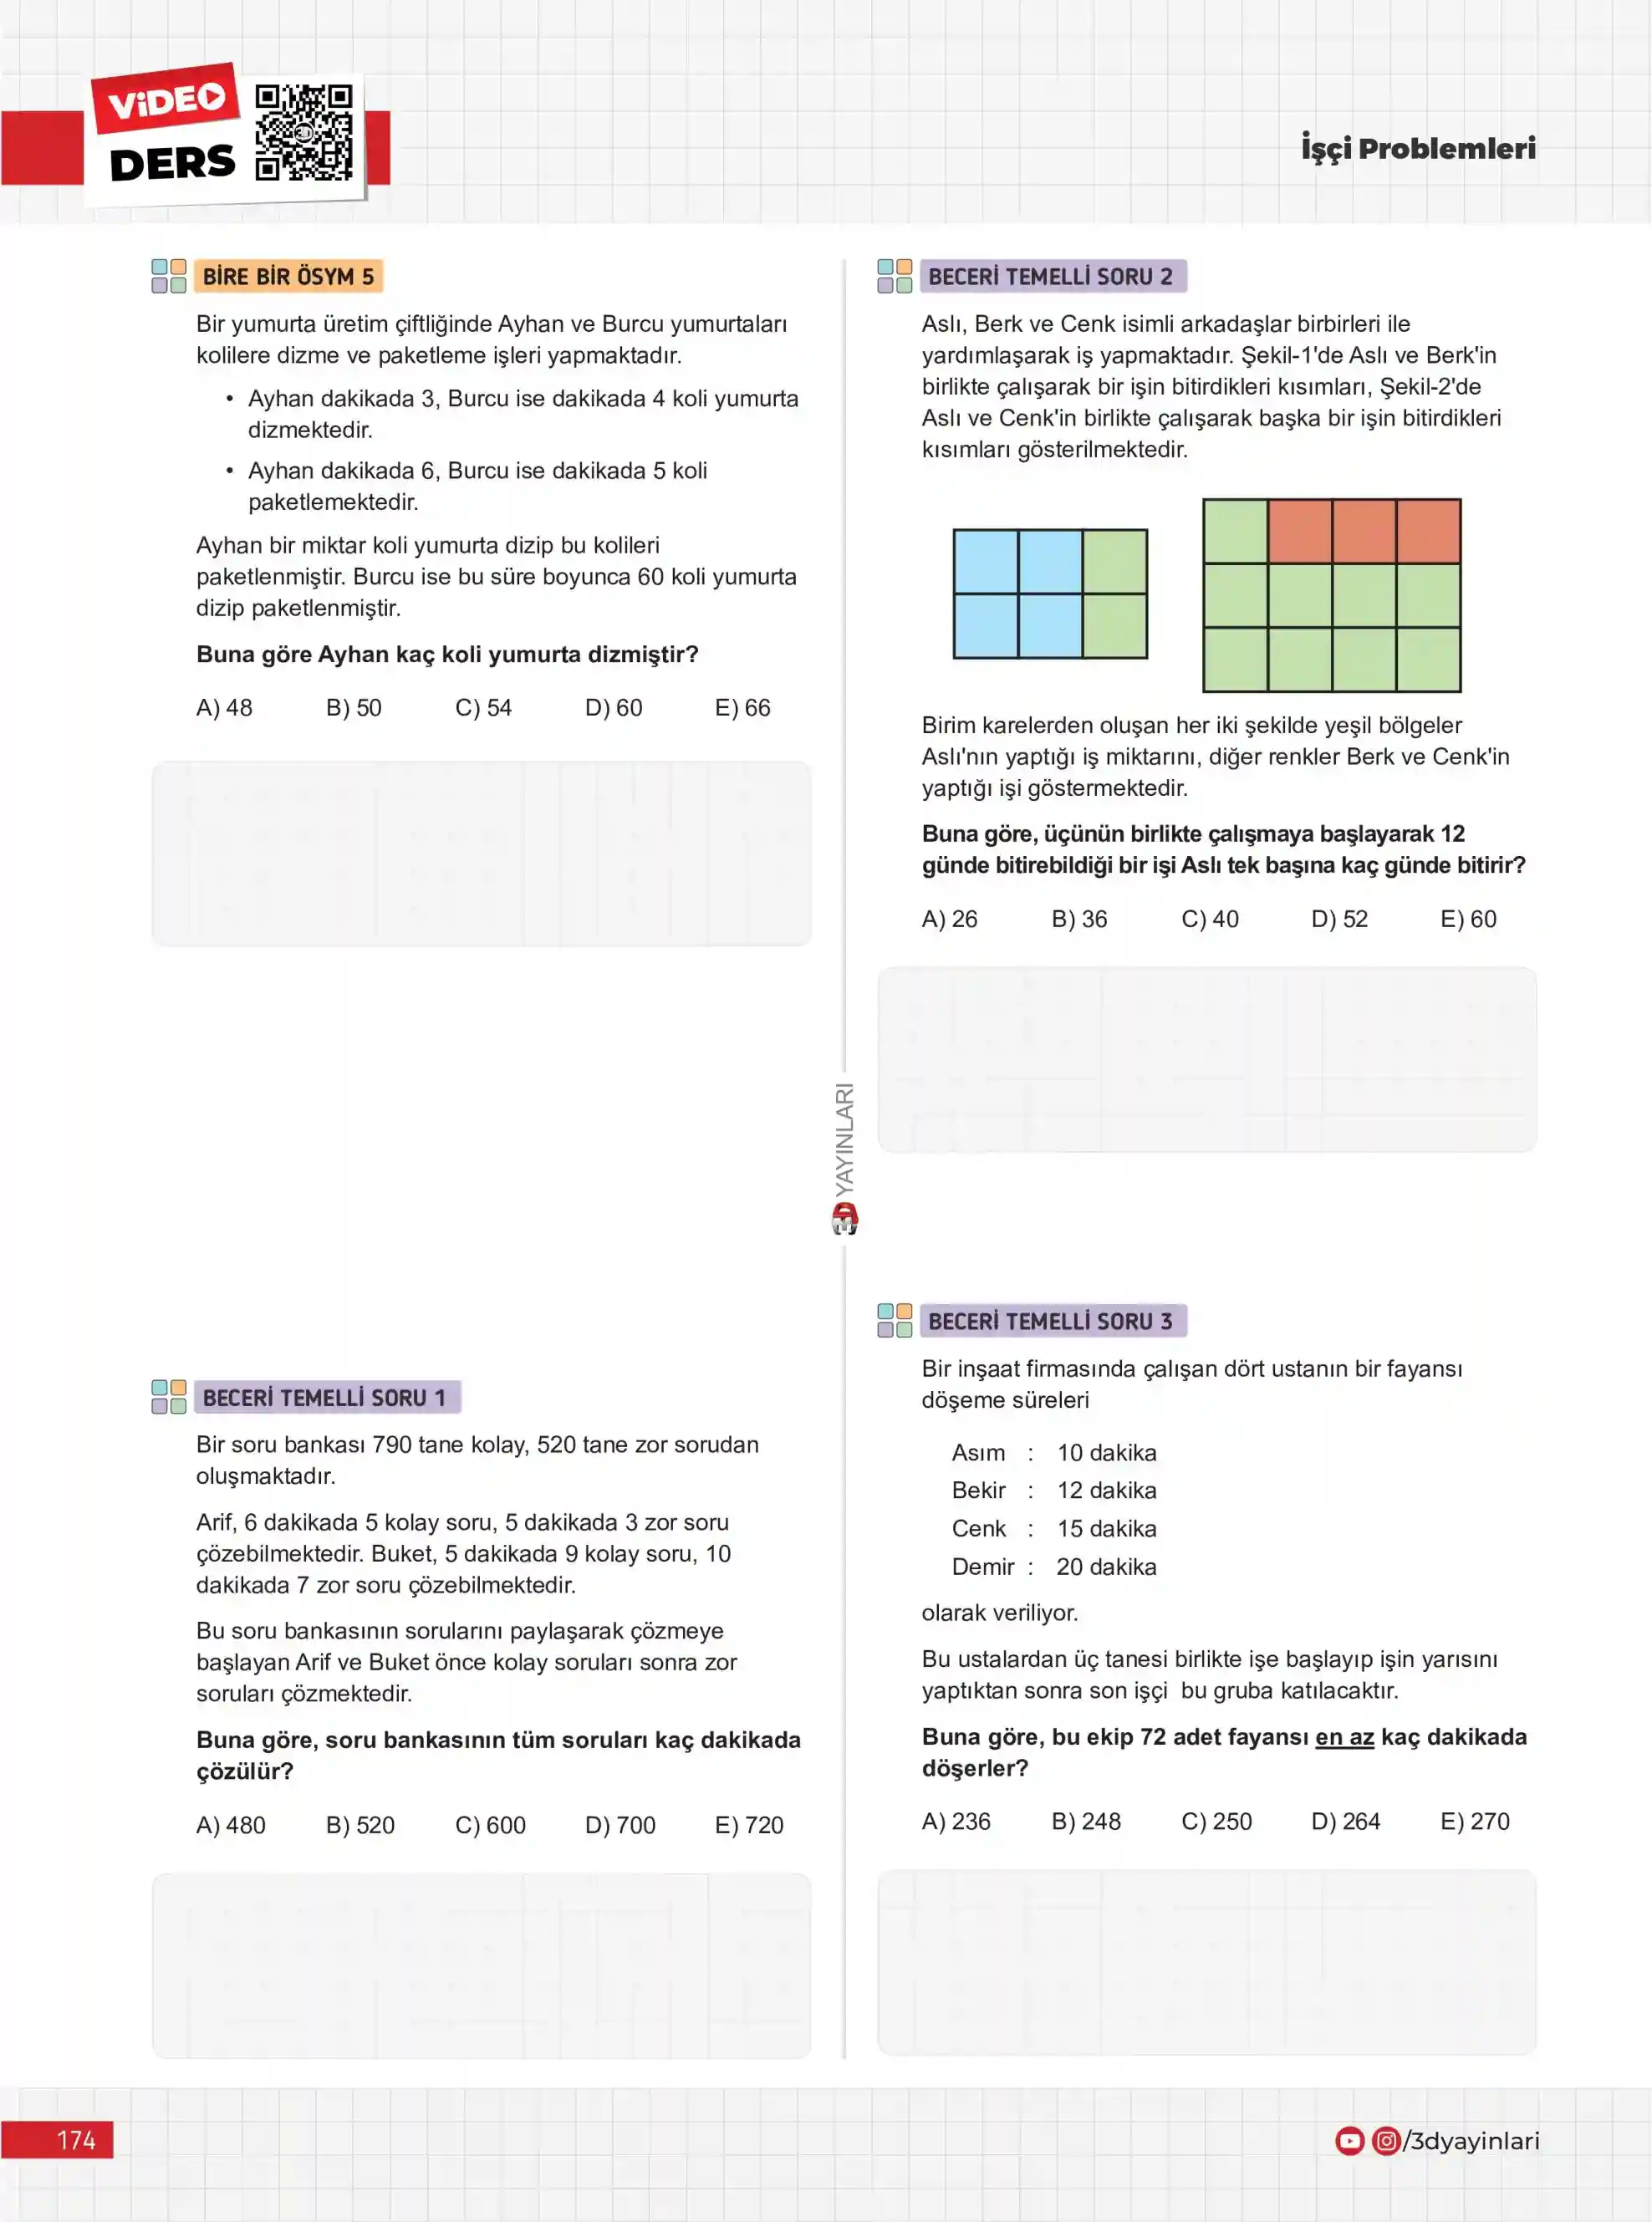 VİDEO
DERS
3D
İşçi Problemleri
BİRE BİR ÖSYM 5
Bir yumurta üretim çiftliğinde Ayhan ve Burcu yumurtaları
kolilere dizme ve paketleme işleri yapmaktadır.
• Ayhan dakikada 3, Burcu ise dakikada 4 koli yumurta
dizmektedir.
• Ayhan dakikada 6, Burcu ise dakikada 5 koli
paketlemektedir.
Ayhan bir miktar koli yumurta dizip bu kolileri
paketlenmiştir. Burcu ise bu süre boyunca 60 koli yumurta
dizip paketlenmiştir.
Buna göre Ayhan kaç koli yumurta dizmiştir?
A) 48 B) 50 C) 54 D) 60 E) 66
BECERİ TEMELLİ SORU 1
Bir soru bankası 790 tane kolay, 520 tane zor sorudan
oluşmaktadır.
Arif, 6 dakikada 5 kolay soru, 5 dakikada 3 zor soru
çözebilmektedir. Buket, 5 dakikada 9 kolay soru, 10
dakikada 7 zor soru çözebilmektedir.
Bu soru bankasının sorularını paylaşarak çözmeye
başlayan Arif ve Buket önce kolay soruları sonra zor
soruları çözmektedir.
Buna göre, soru bankasının tüm soruları kaç dakikada
çözülür?
A) 480 B) 520 C) 600 D) 700 E) 720
YAYINLARI
BECERİ TEMELLİ SORU 2
Aslı, Berk ve Cenk isimli arkadaşlar birbirleri ile
yardımlaşarak iş yapmaktadır. Şekil-1'de Aslı ve Berk'in
birlikte çalışarak bir işin bitirdikleri kısımları, Şekil-2'de
Aslı ve Cenk'in birlikte çalışarak başka bir işin bitirdikleri
kısımları gösterilmektedir.
Birim karelerden oluşan her iki şekilde yeşil bölgeler
Aslı'nın yaptığı iş miktarını, diğer renkler Berk ve Cenk'in
yaptığı işi göstermektedir.
Buna göre, üçünün birlikte çalışmaya başlayarak 12
günde bitirebildiği bir işi Aslı tek başına kaç günde bitirir?
A) 26 B) 36 C) 40 D) 52 E) 60
BECERİ TEMELLİ SORU 3
Bir inşaat firmasında çalışan dört ustanın bir fayansı
döşeme süreleri
Asım : 10 dakika
Bekir : 12 dakika
Cenk : 15 dakika
Demir : 20 dakika
olarak veriliyor.
Bu ustalardan üç tanesi birlikte işe başlayıp işin yarısını
yaptıktan sonra son işçi bu gruba katılacaktır.
Buna göre, bu ekip 72 adet fayansı en az kaç dakikada
döşerler?
A) 236 B) 248 C) 250 D) 264 E) 270
174
/3dyayinlari